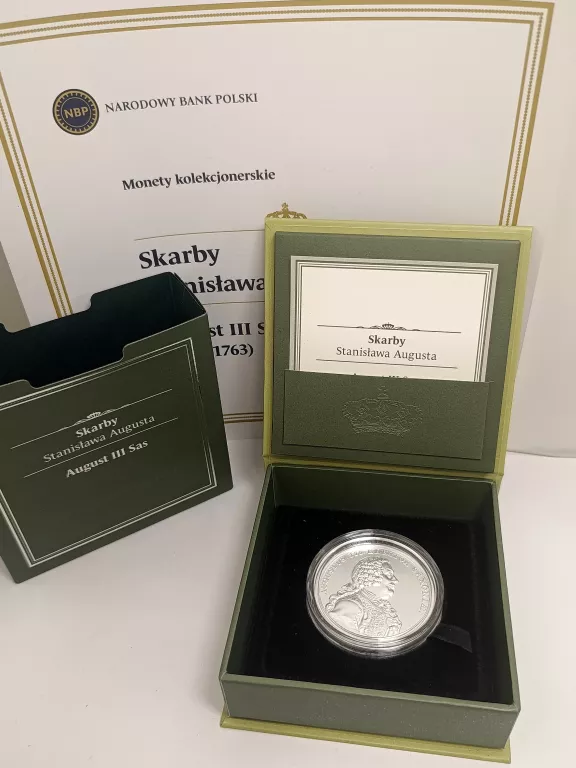 NBP
NARODOWY BANK POLSKI
Monety kolekcjonerskie
Skarby
nisława
st III S
1763)
Skarby
Stanisława Augusta
Skarby
Stanisława Augusta
August III Sas